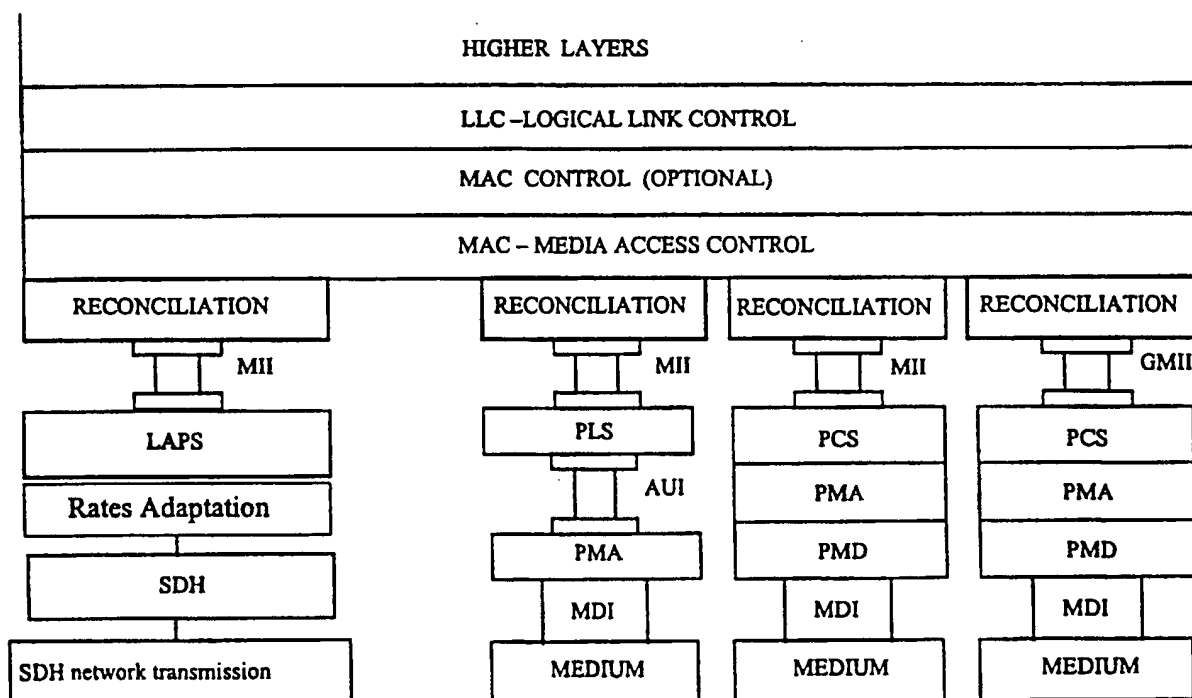 HIGHER LAYERS
LLC –LOGICAL LINK CONTROL
MAC CONTROL (OPTIONAL)
MAC – MEDIA ACCESS CONTROL
RECONCILIATION
RECONCILIATION
RECONCILIATION
RECONCILIATION
MII
MII
MII
GMII
LAPS
PLS
PCS
PCS
Rates Adaptation
AUI
PMA
PMA
SDH
PMA
PMD
PMD
MDI
MDI
MDI
SDH network transmission
MEDIUM
MEDIUM
MEDIUM